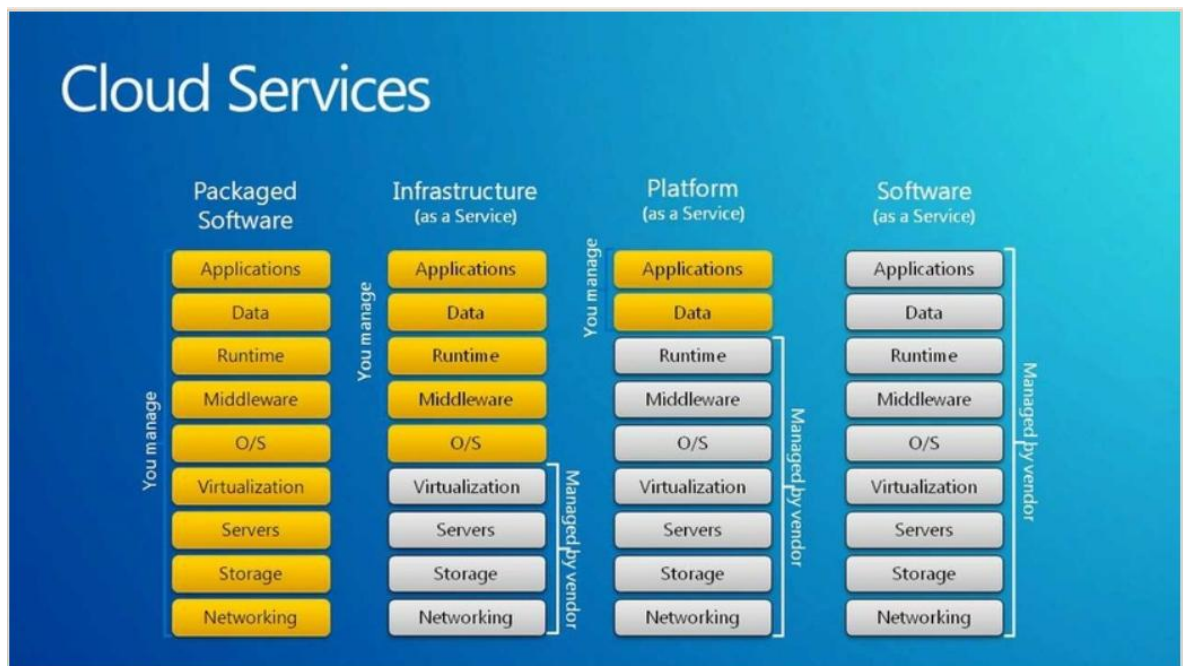 Cloud Services
Packaged
Software
You manage
Applications
Data
Runtime
Middleware
O/S
Virtualization
Servers
Storage
Networking
Infrastructure
(as a Service)
You manage
Applications
Data
Runtime
Middleware
O/S
Virtualization
Servers
Storage
Networking
Managed by vendor
Platform
(as a Service)
You manage
Applications
Data
Runtime
Middleware
O/S
Virtualization
Servers
Storage
Networking
Managed by vendor
Software
(as a Service)
Applications
Data
Runtime
Middleware
O/S
Virtualization
Servers
Storage
Networking
Managed by vendor